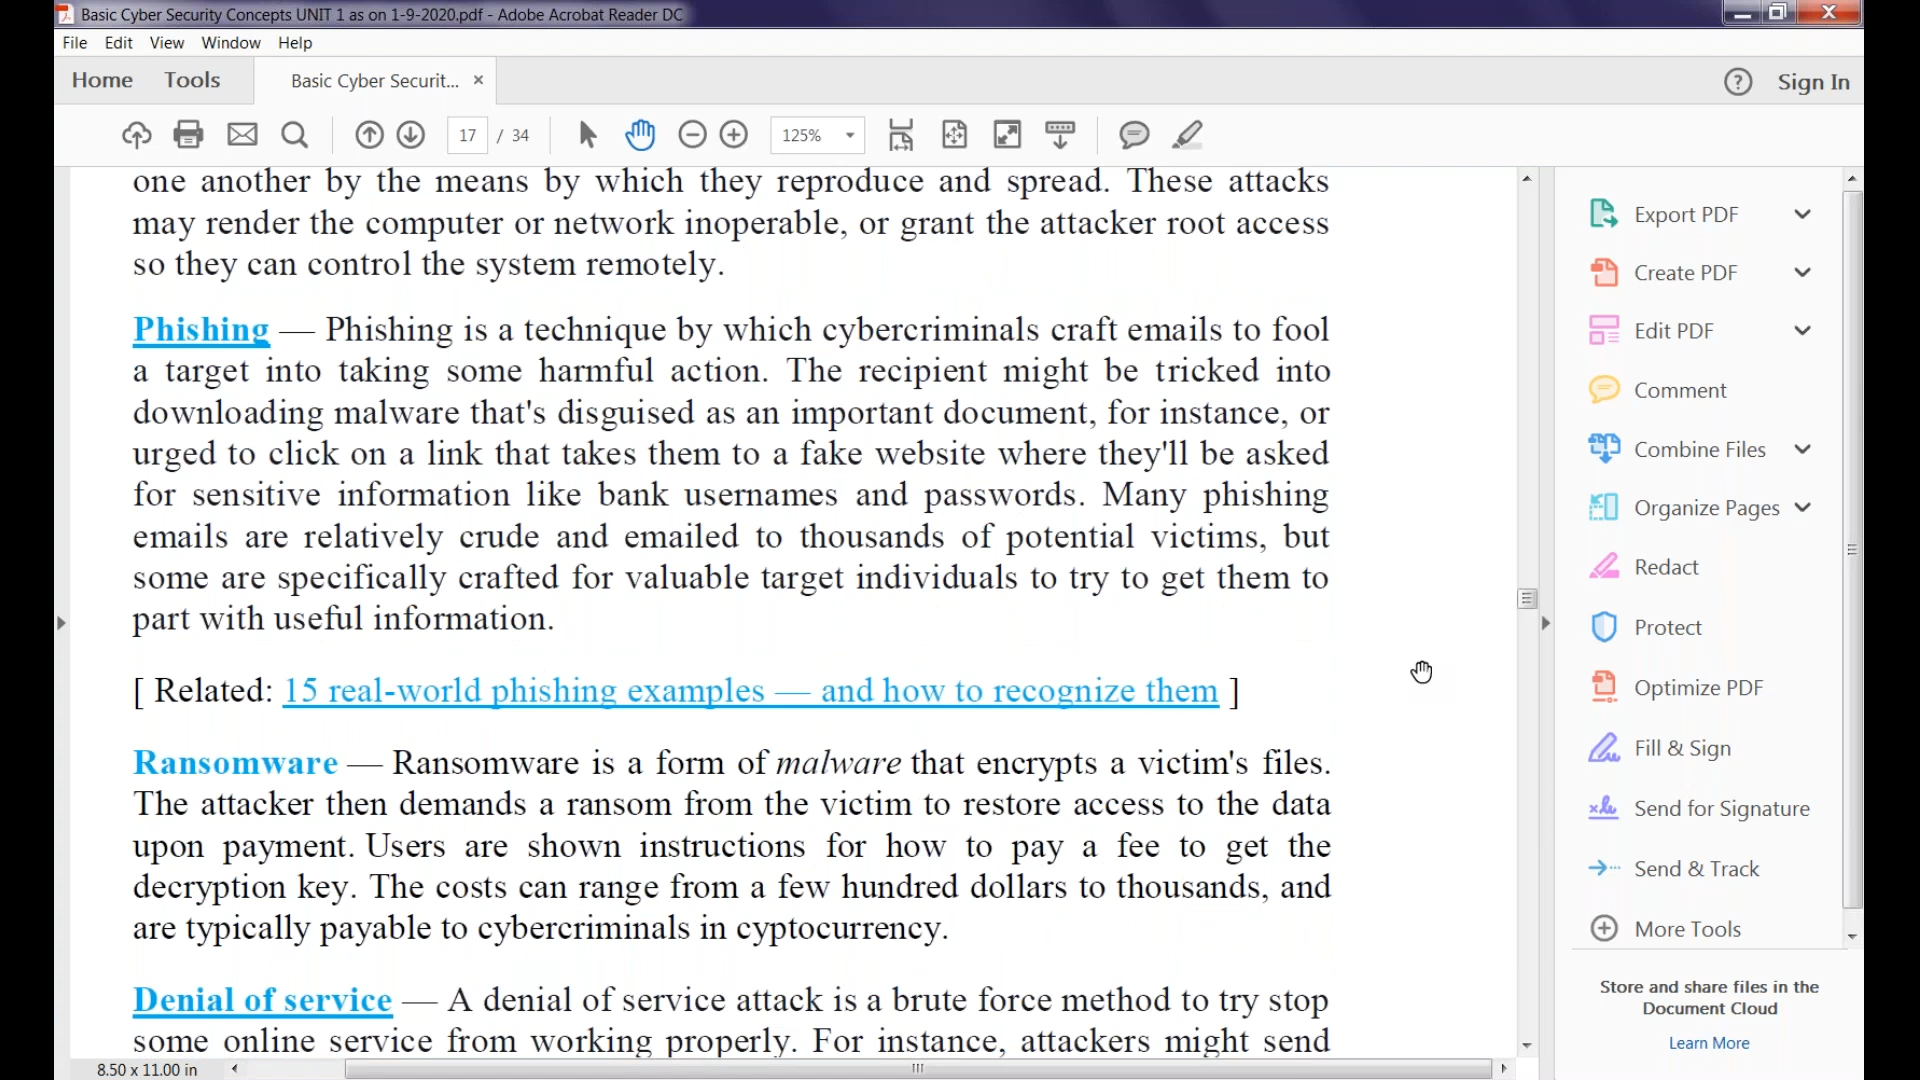 Basic Cyber Security Concepts UNIT 1 as on 1-9-2020.pdf - Adobe Acrobat Reader DC
File Edit View Window Help
Home Tools Basic Cyber Securit... × ? Sign In
17 / 34 125%
one another by the means by which they reproduce and spread. These attacks
may render the computer or network inoperable, or grant the attacker root access
so they can control the system remotely.
Phishing — Phishing is a technique by which cybercriminals craft emails to fool
a target into taking some harmful action. The recipient might be tricked into
downloading malware that's disguised as an important document, for instance, or
urged to click on a link that takes them to a fake website where they'll be asked
for sensitive information like bank usernames and passwords. Many phishing
emails are relatively crude and emailed to thousands of potential victims, but
some are specifically crafted for valuable target individuals to try to get them to
part with useful information.
[ Related: 15 real-world phishing examples — and how to recognize them ]
Ransomware — Ransomware is a form of malware that encrypts a victim's files.
The attacker then demands a ransom from the victim to restore access to the data
upon payment. Users are shown instructions for how to pay a fee to get the
decryption key. The costs can range from a few hundred dollars to thousands, and
are typically payable to cybercriminals in cyptocurrency.
Denial of service — A denial of service attack is a brute force method to try stop
some online service from working properly. For instance, attackers might send
8.50 x 11.00 in
Export PDF
Create PDF
Edit PDF
Comment
Combine Files
Organize Pages
Redact
Protect
Optimize PDF
Fill & Sign
Send for Signature
Send & Track
More Tools
Store and share files in the
Document Cloud
Learn More